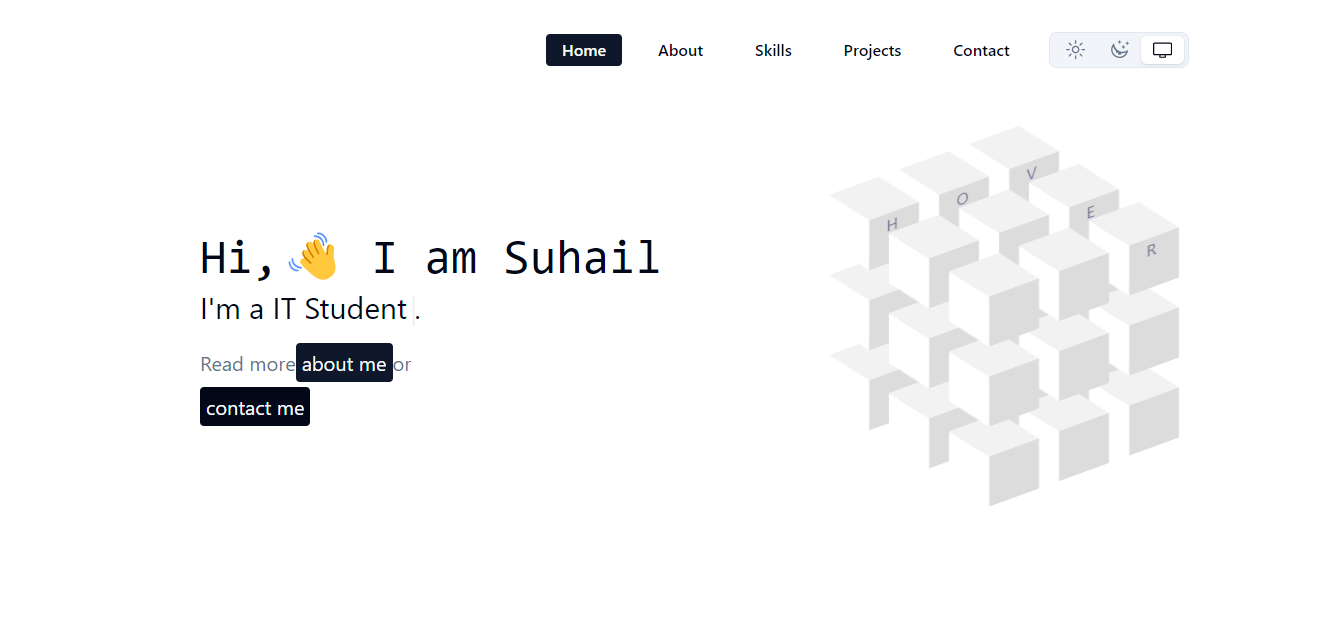 Home About Skills Projects Contact
H O V E R
Hi,👋 I am Suhail
I'm a IT Student .
Read more about me or
contact me